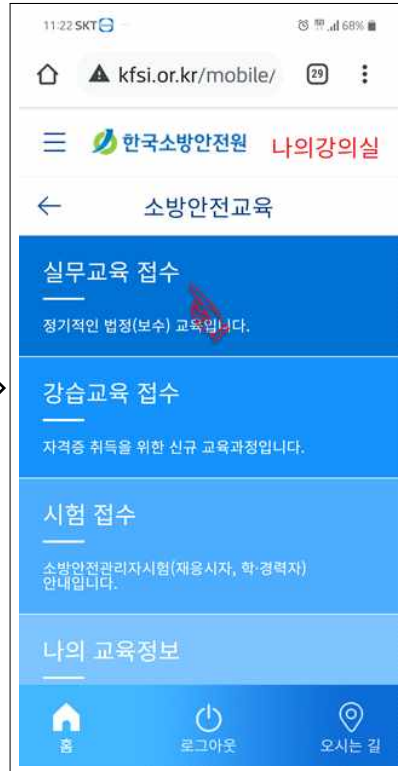 11:22 SKT 68%
kfsi.or.kr/mobile/ 29
한국소방안전원 나의강의실
소방안전교육
실무교육 접수
정기적인 법정(보수) 교육입니다.
강습교육 접수
자격증 취득을 위한 신규 교육과정입니다.
시험 접수
소방안전관리자시험(재응시자, 학·경력자)
안내입니다.
나의 교육정보
홈 로그아웃 오시는 길